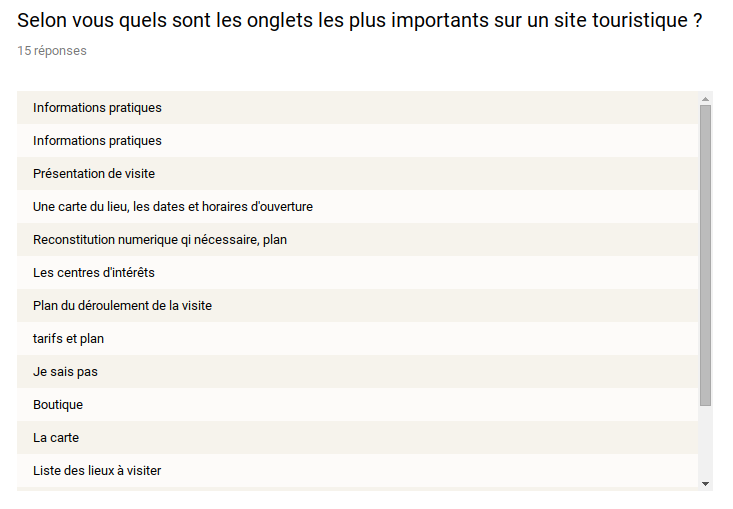 Selon vous quels sont les onglets les plus importants sur un site touristique ?
15 réponses
Informations pratiques
Informations pratiques
Présentation de visite
Une carte du lieu, les dates et horaires d'ouverture
Reconstitution numerique qi nécessaire, plan
Les centres d'intérêts
Plan du déroulement de la visite
tarifs et plan
Je sais pas
Boutique
La carte
Liste des lieux à visiter